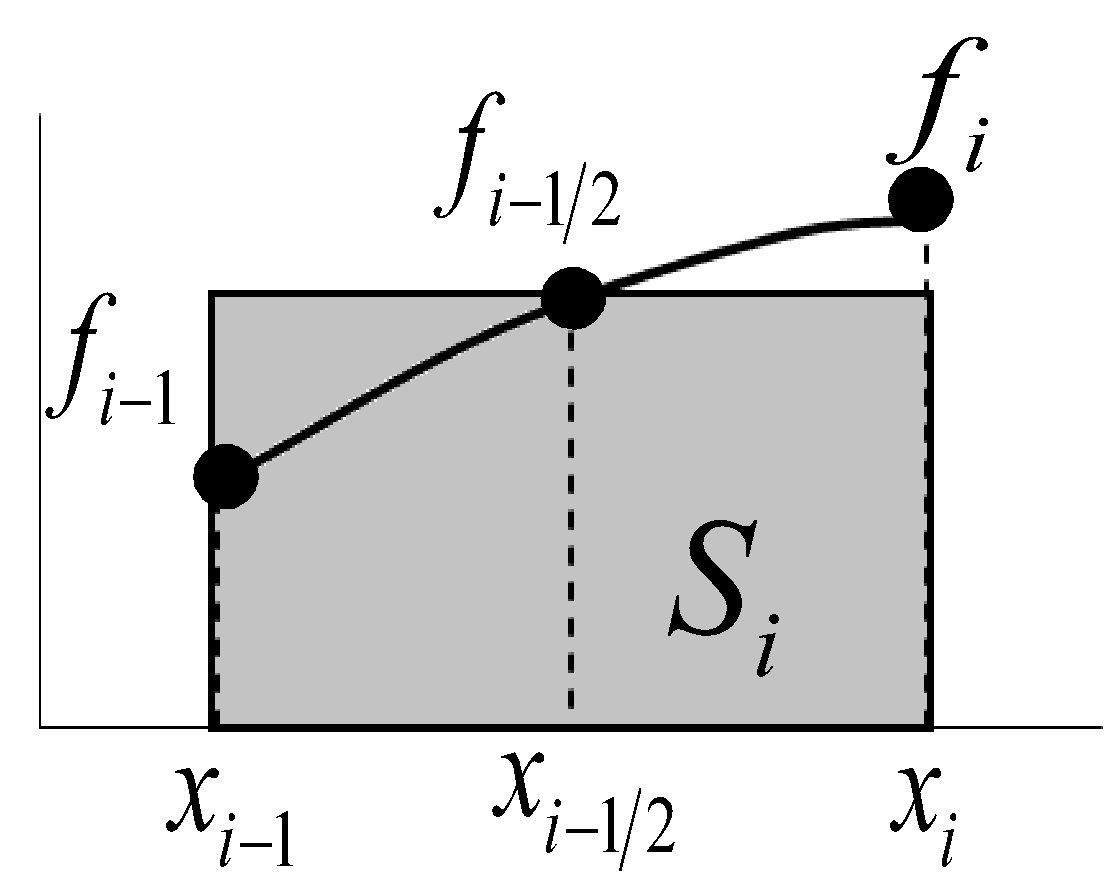 f_i
f_{i-1/2}
f_{i-1}
S_i
x_{i-1} x_{i-1/2} x_i